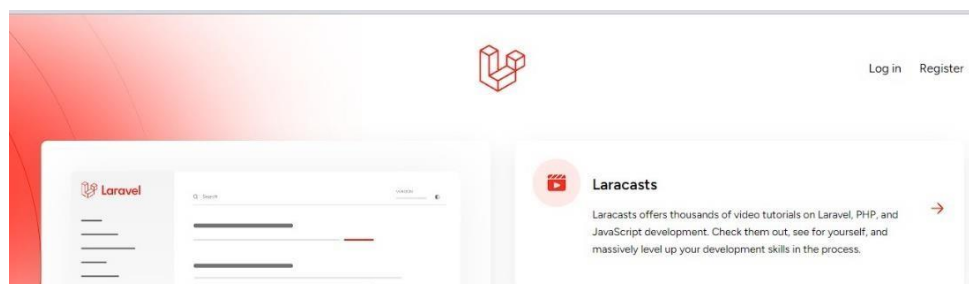 Log in Register
Laravel
Search
Laracasts
Laracasts offers thousands of video tutorials on Laravel, PHP, and
JavaScript development. Check them out, see for yourself, and
massively level up your development skills in the process.